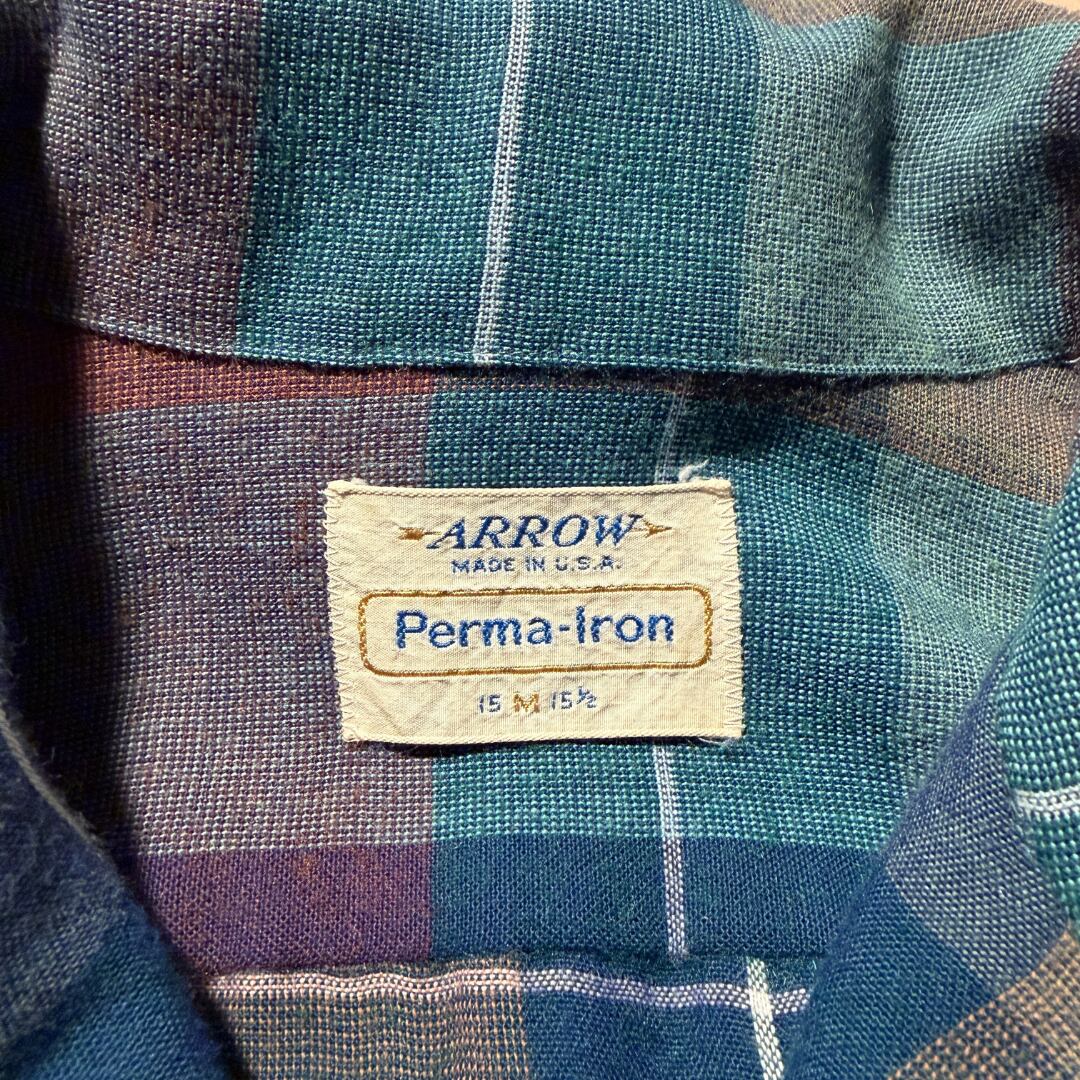 ARROW
MADE IN U.S.A.
Perma-Iron
15 M 15½